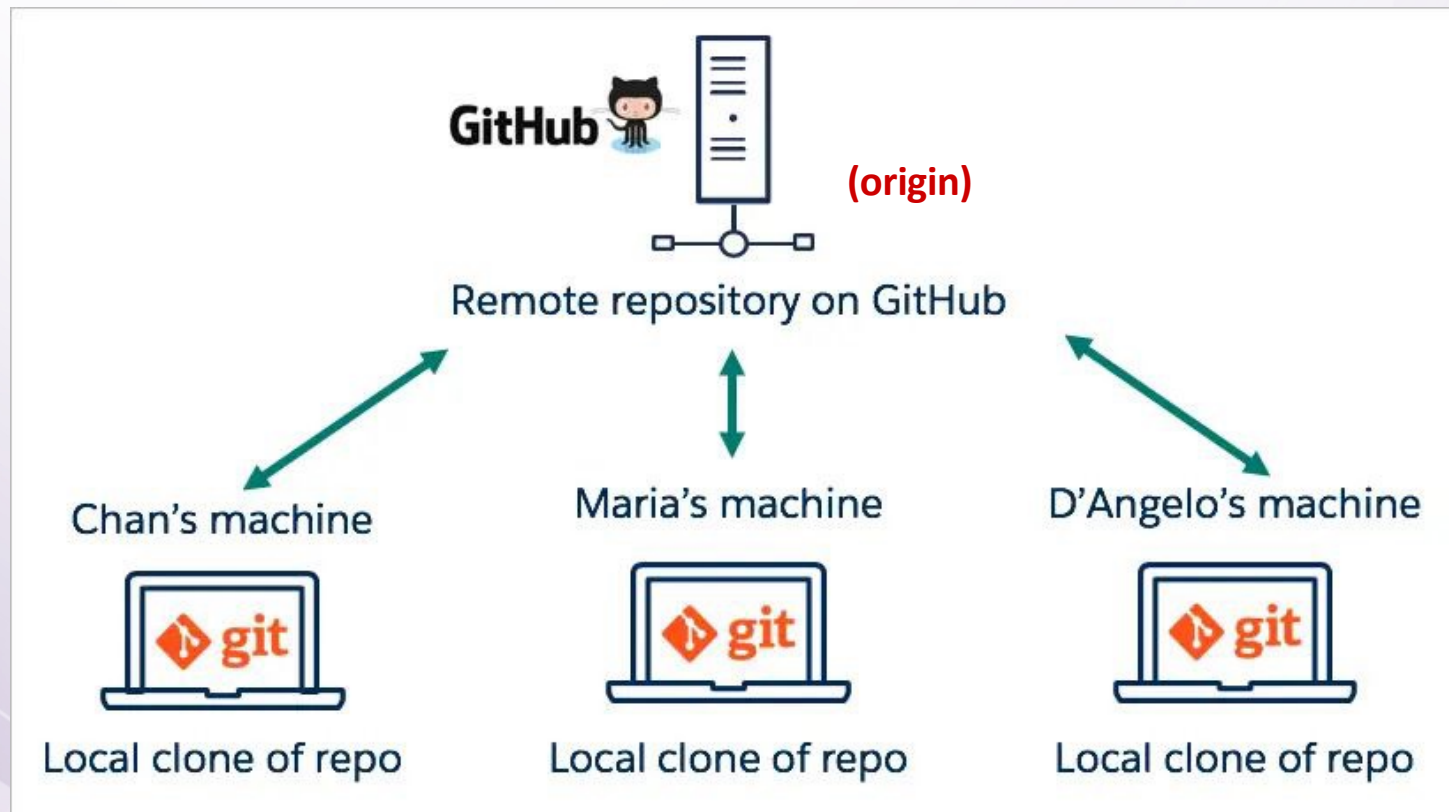 GitHub
(origin)
Remote repository on GitHub
Chan's machine
Maria's machine
D'Angelo's machine
git
git
git
Local clone of repo
Local clone of repo
Local clone of repo